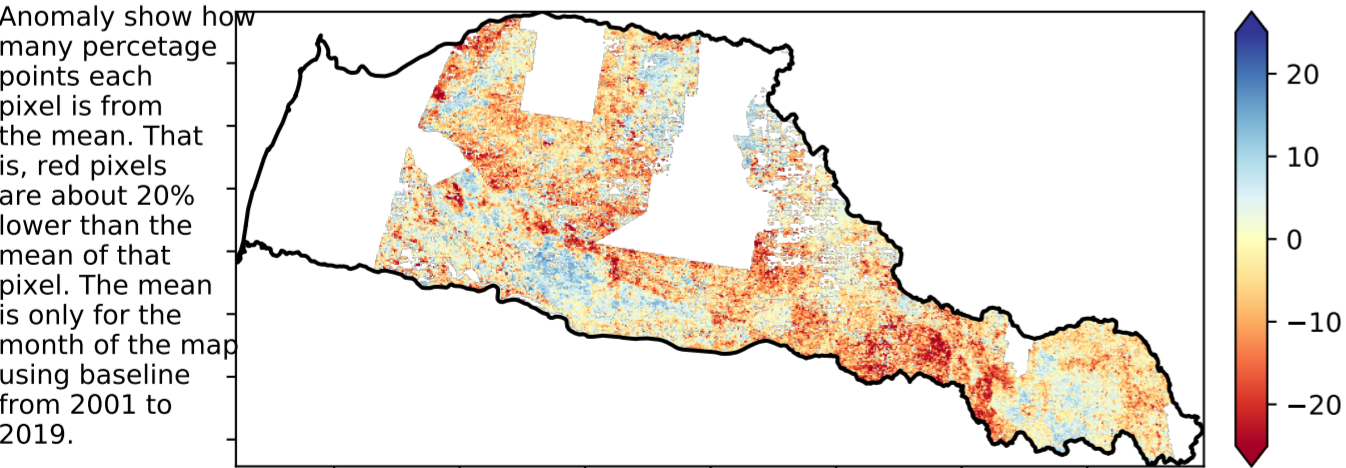 Anomaly show how
many percetage
points each
pixel is from
the mean. That
is, red pixels
are about 20%
lower than the
mean of that
pixel. The mean
is only for the
month of the map
using baseline
from 2001 to
2019.
20
10
0
−10
−20